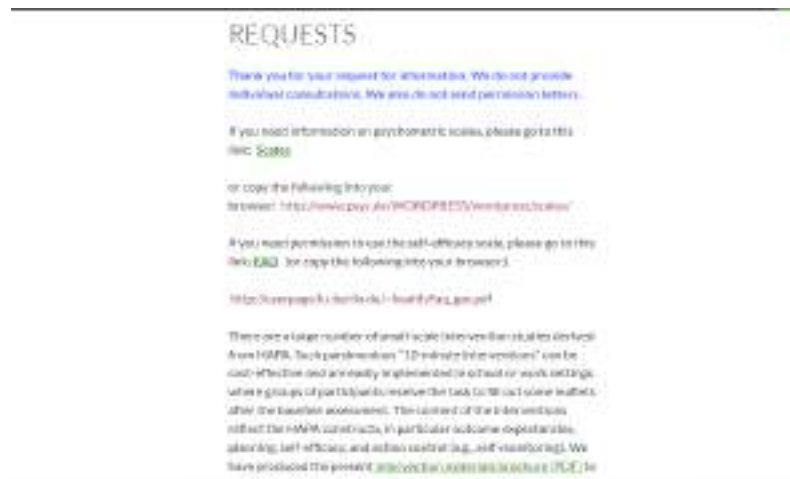 REQUESTS
Thank you for your request for information. We do not provide
individual consultations. We also do not send permission letters.
If you need information on psychometric scales, please go to this
link: Scales
or copy the following into your
browser:
If you need permission to use the self-efficacy scale, please go to this
link: FAQ (or copy the following into your browser):
There are a large number of small-scale intervention studies derived
from HAPA. Such parsimonious "10-minute interventions" can be
cost-effective and are easily implemented in school or work settings
where groups of participants receive the task to fill out some leaflets
after the baseline assessment. The content of the interventions
reflect the HAPA constructs, in particular outcome expectancies,
planning, self-efficacy, and action control (e.g., self-monitoring). We
have produced the present intervention materials brochure (PDF) to